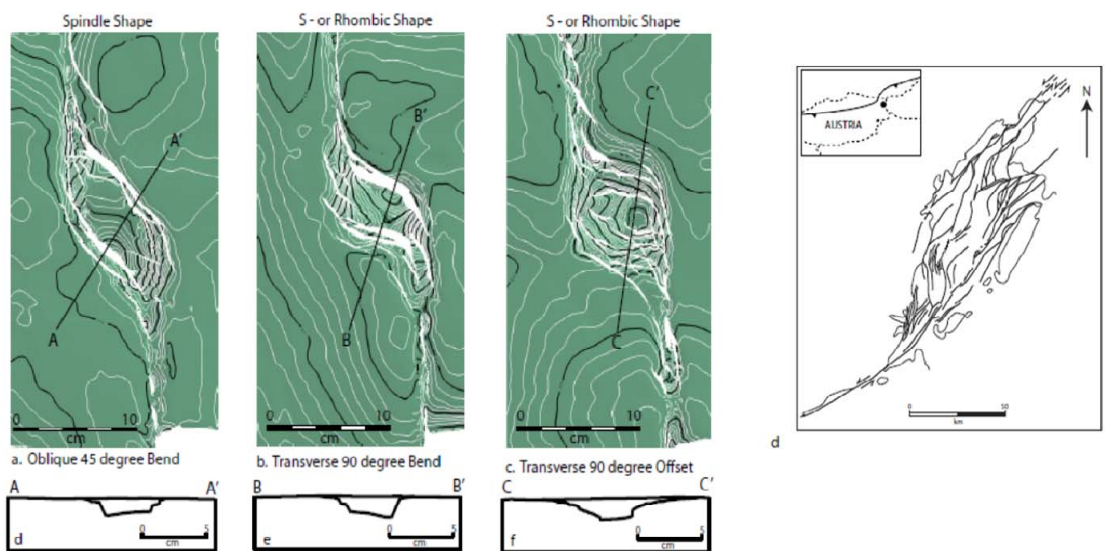 Spindle Shape
S - or Rhombic Shape
S - or Rhombic Shape
A'
A
0 10
cm
B'
B
0 10
cm
C'
C
0 10
cm
AUSTRIA
N
0 50
km
d
a. Oblique 45 degree Bend
b. Transverse 90 degree Bend
c. Transverse 90 degree Offset
A A'
d
0 5
cm
B B'
e
0 5
cm
C C'
f
0 5
cm